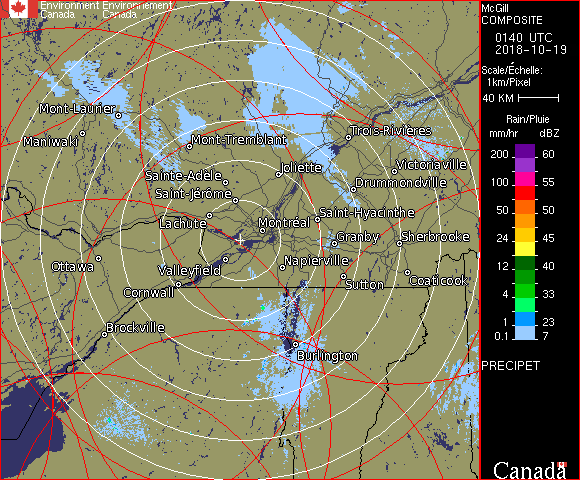 Environment Environnement
Canada Canada
McGill
COMPOSITE
0140 UTC
2018-10-19
Scale/Échelle:
1km/Pixel
40 KM
Rain/Pluie
mm/hr dBZ
200 60
100 55
50 50
24 45
12 40
4 33
1 23
0.1 7
PRECIPET
Canada
Mont-Laurier
Maniwaki
Mont-Tremblant
Trois-Rivières
Joliette
Victoriaville
Sainte-Adèle
Drummondville
Saint-Jérôme
Lachute
Saint-Hyacinthe
Montréal
Granby
Sherbrooke
Ottawa
Valleyfield
Napierville
Cornwall
Sutton
Coaticook
Brockville
Burlington